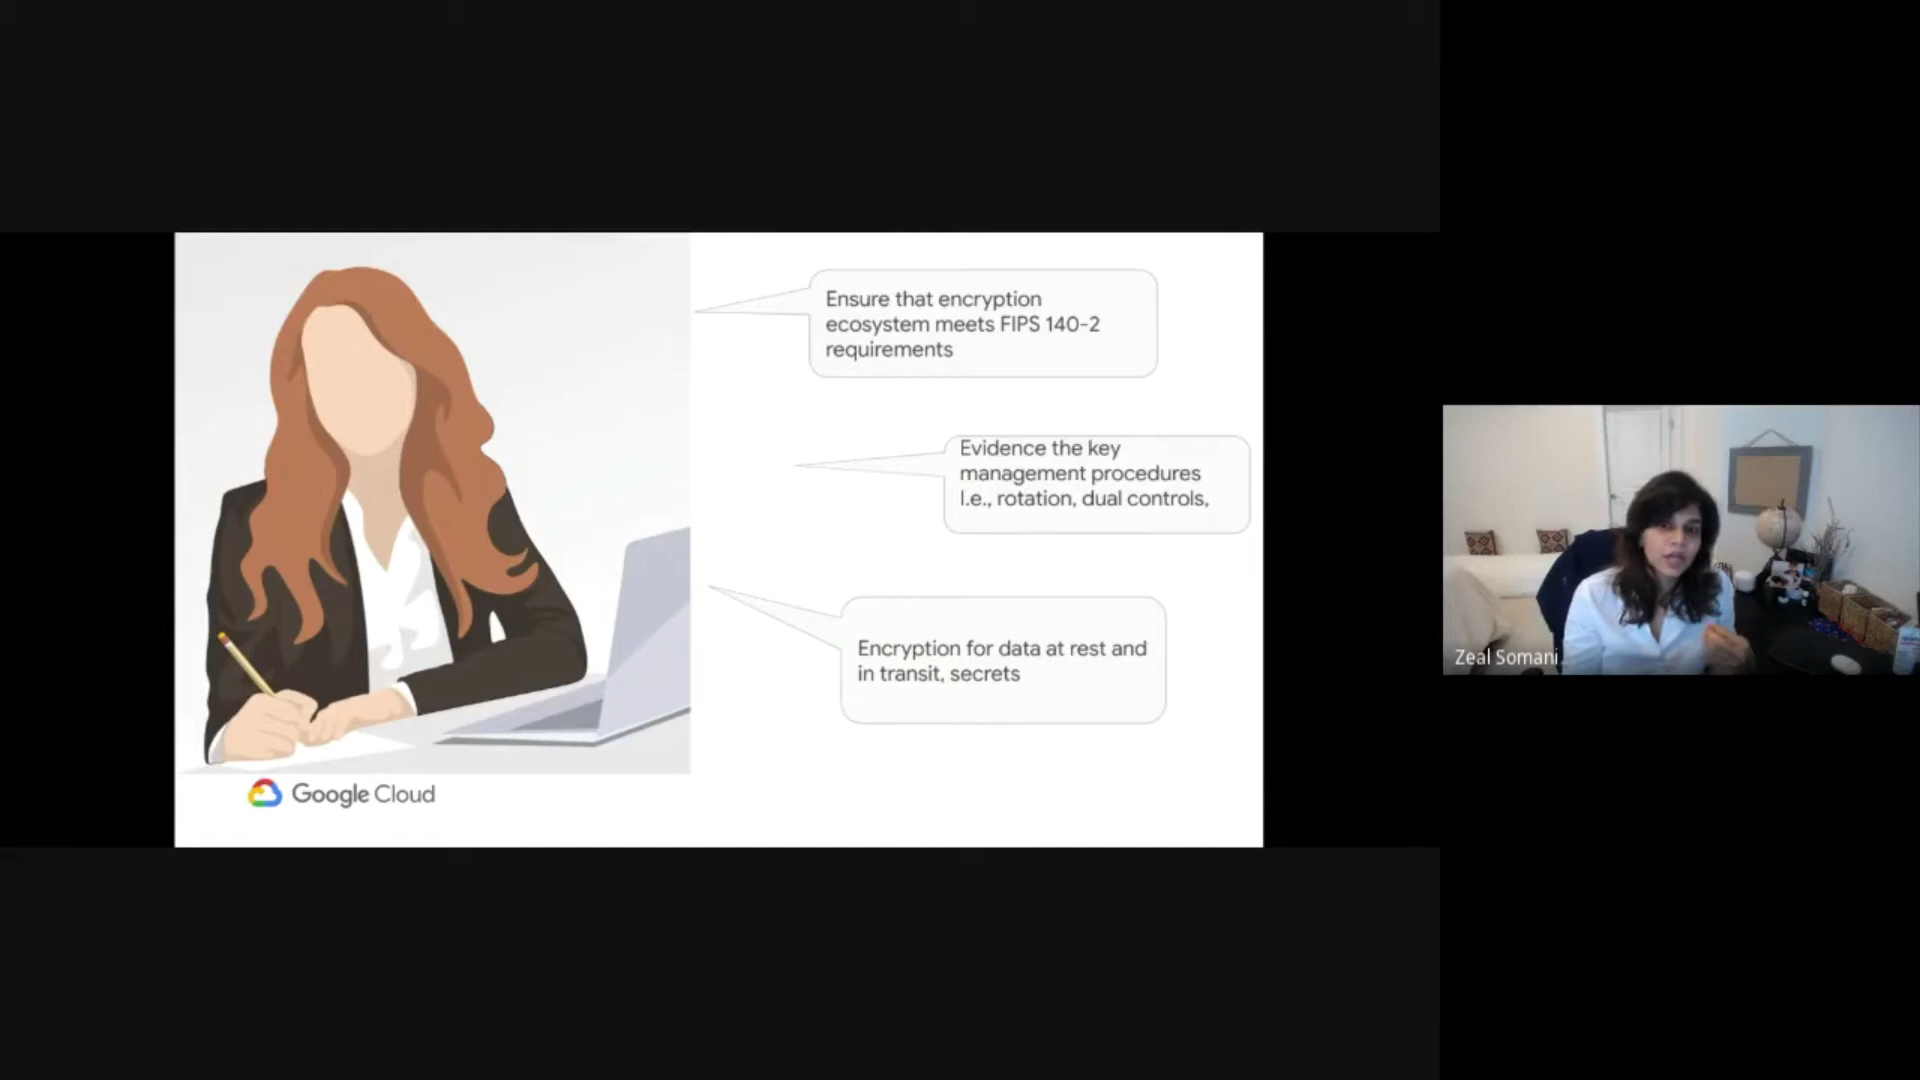 Ensure that encryption
ecosystem meets FIPS 140-2
requirements
Evidence the key
management procedures
I.e., rotation, dual controls,
Encryption for data at rest and
in transit, secrets
Google Cloud
Zeal Somani